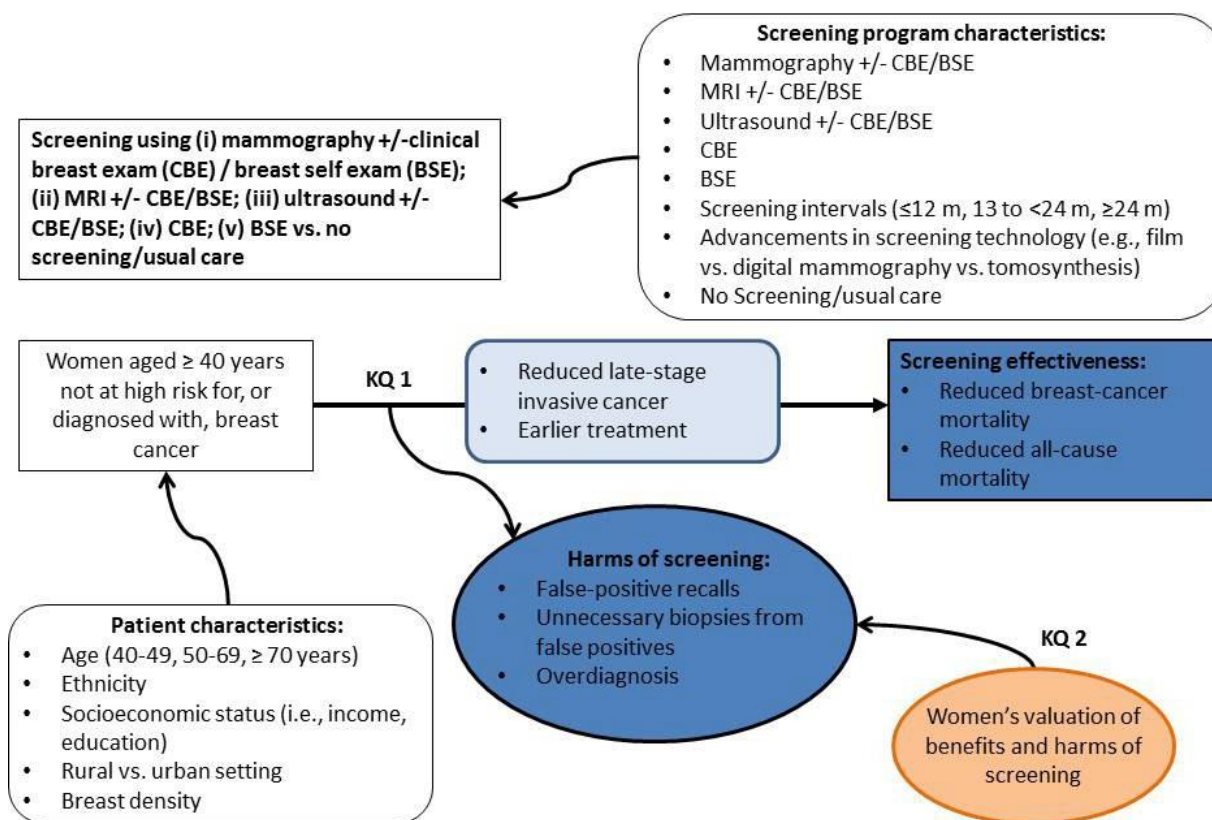 Screening program characteristics:
• Mammography +/- CBE/BSE
• MRI +/- CBE/BSE
• Ultrasound +/- CBE/BSE
• CBE
• BSE
• Screening intervals (≤12 m, 13 to <24 m, ≥24 m)
• Advancements in screening technology (e.g., film
vs. digital mammography vs. tomosynthesis)
• No Screening/usual care
Screening using (i) mammography +/-clinical
breast exam (CBE) / breast self exam (BSE);
(ii) MRI +/- CBE/BSE; (iii) ultrasound +/-
CBE/BSE; (iv) CBE; (v) BSE vs. no
screening/usual care
Women aged ≥ 40 years
not at high risk for, or
diagnosed with, breast
cancer
KQ 1
• Reduced late-stage
invasive cancer
• Earlier treatment
Screening effectiveness:
• Reduced breast-cancer
mortality
• Reduced all-cause
mortality
Harms of screening:
• False-positive recalls
• Unnecessary biopsies from
false positives
• Overdiagnosis
Patient characteristics:
• Age (40-49, 50-69, ≥ 70 years)
• Ethnicity
• Socioeconomic status (i.e., income,
education)
• Rural vs. urban setting
• Breast density
KQ 2
Women's valuation of
benefits and harms of
screening